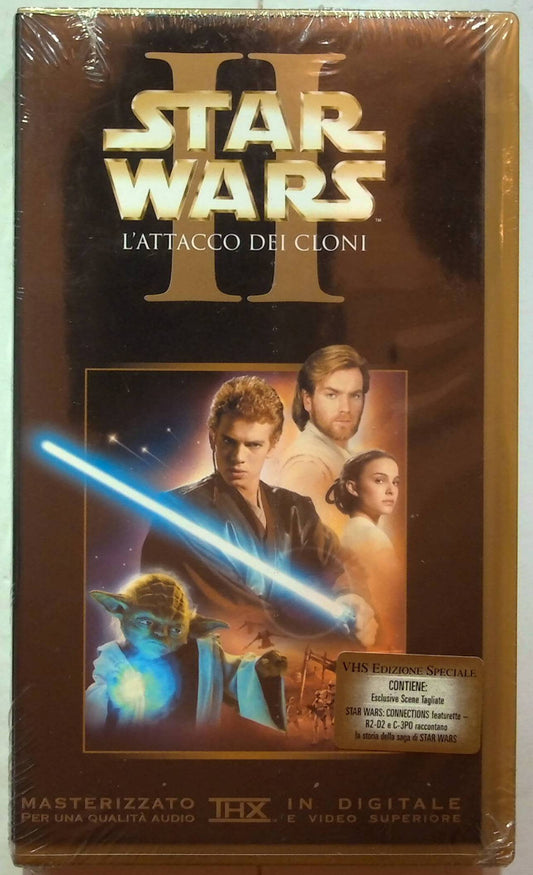 II
STAR
WARS™
L'ATTACCO DEI CLONI
VHS EDIZIONE SPECIALE
CONTIENE:
Esclusive Scene Tagliate
STAR WARS: CONNECTIONS featurette –
R2-D2 e C-3PO raccontano
la storia della saga di STAR WARS
MASTERIZZATO THX IN DIGITALE
PER UNA QUALITÀ AUDIO E VIDEO SUPERIORE